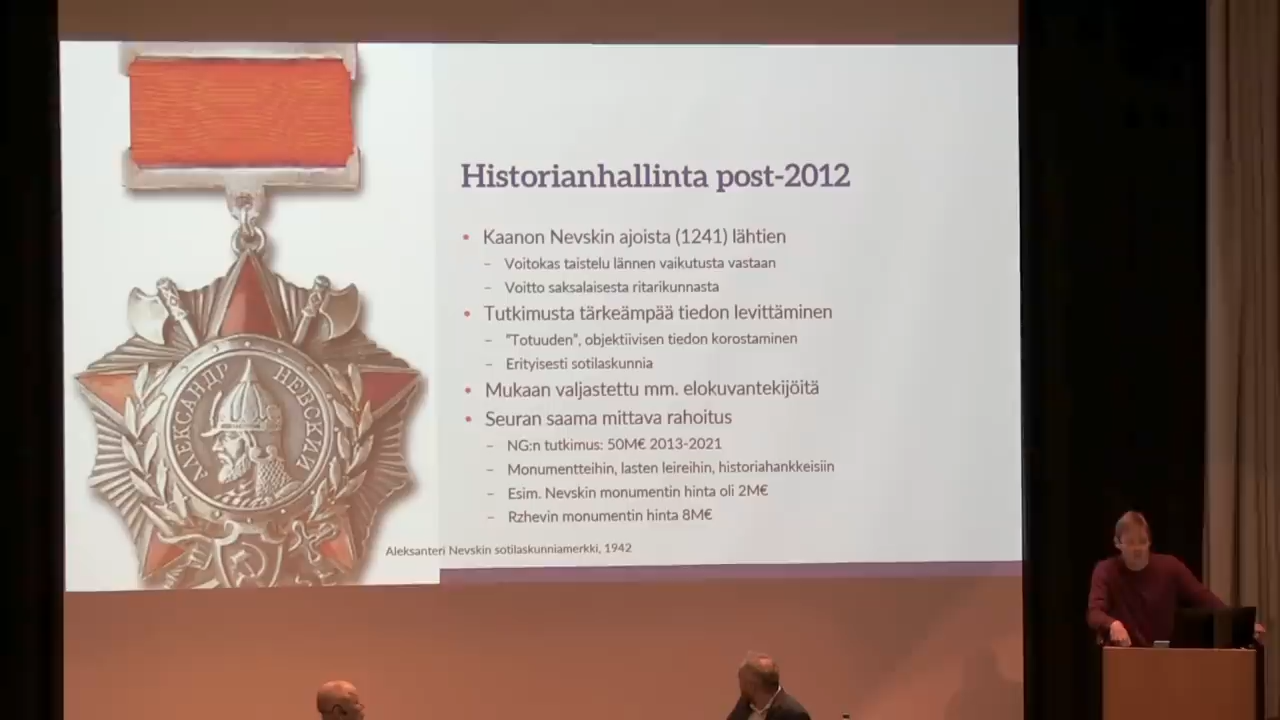 АЛЕКСАНДР НЕВСКИЙ
Historianhallinta post-2012
• Kaanon Nevskin ajoista (1241) lähtien
– Voitokas taistelu lännen vaikutusta vastaan
– Voitto saksalaisesta ritarikunnasta
• Tutkimusta tärkeämpää tiedon levittäminen
– "Totuuden", objektiivisen tiedon korostaminen
– Erityisesti sotilaskunnia
• Mukaan valjastettu mm. elokuvantekijöitä
• Seuran saama mittava rahoitus
– NG:n tutkimus: 50M€ 2013-2021
– Monumentteihin, lasten leireihin, historiahankkeisiin
– Esim. Nevskin monumentin hinta oli 2M€
– Rzhevin monumentin hinta 8M€
Aleksanteri Nevskin sotilaskunniamerkki, 1942